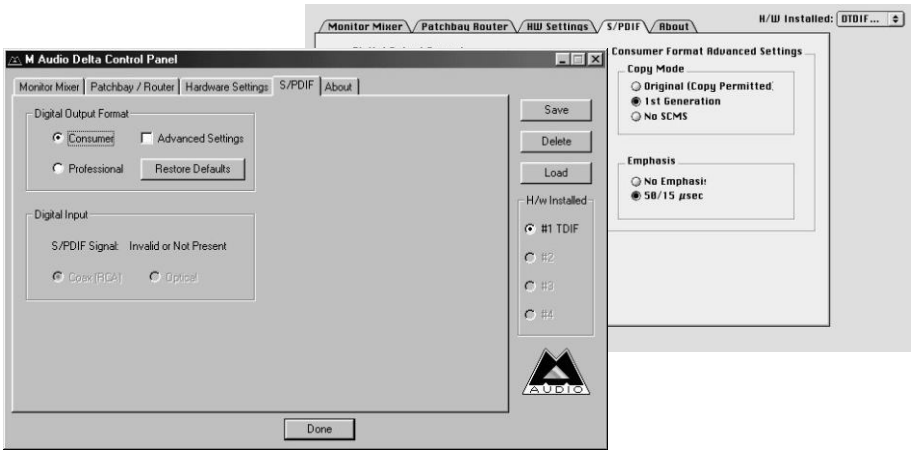 Monitor Mixer Patchbay Router HW Settings S/PDIF About
H/W Installed: DTDIF...
Consumer Format Advanced Settings
Copy Mode
Original (Copy Permitted)
1st Generation
No SCMS
Emphasis
No Emphasis
50/15 µsec
M Audio Delta Control Panel
Monitor Mixer Patchbay / Router Hardware Settings S/PDIF About
Digital Output Format
Consumer Advanced Settings
Professional Restore Defaults
Digital Input
S/PDIF Signal: Invalid or Not Present
Coax (RCA) Optical
Save
Delete
Load
H/w Installed
#1 TDIF
#2
#3
#4
M
AUDIO
Done